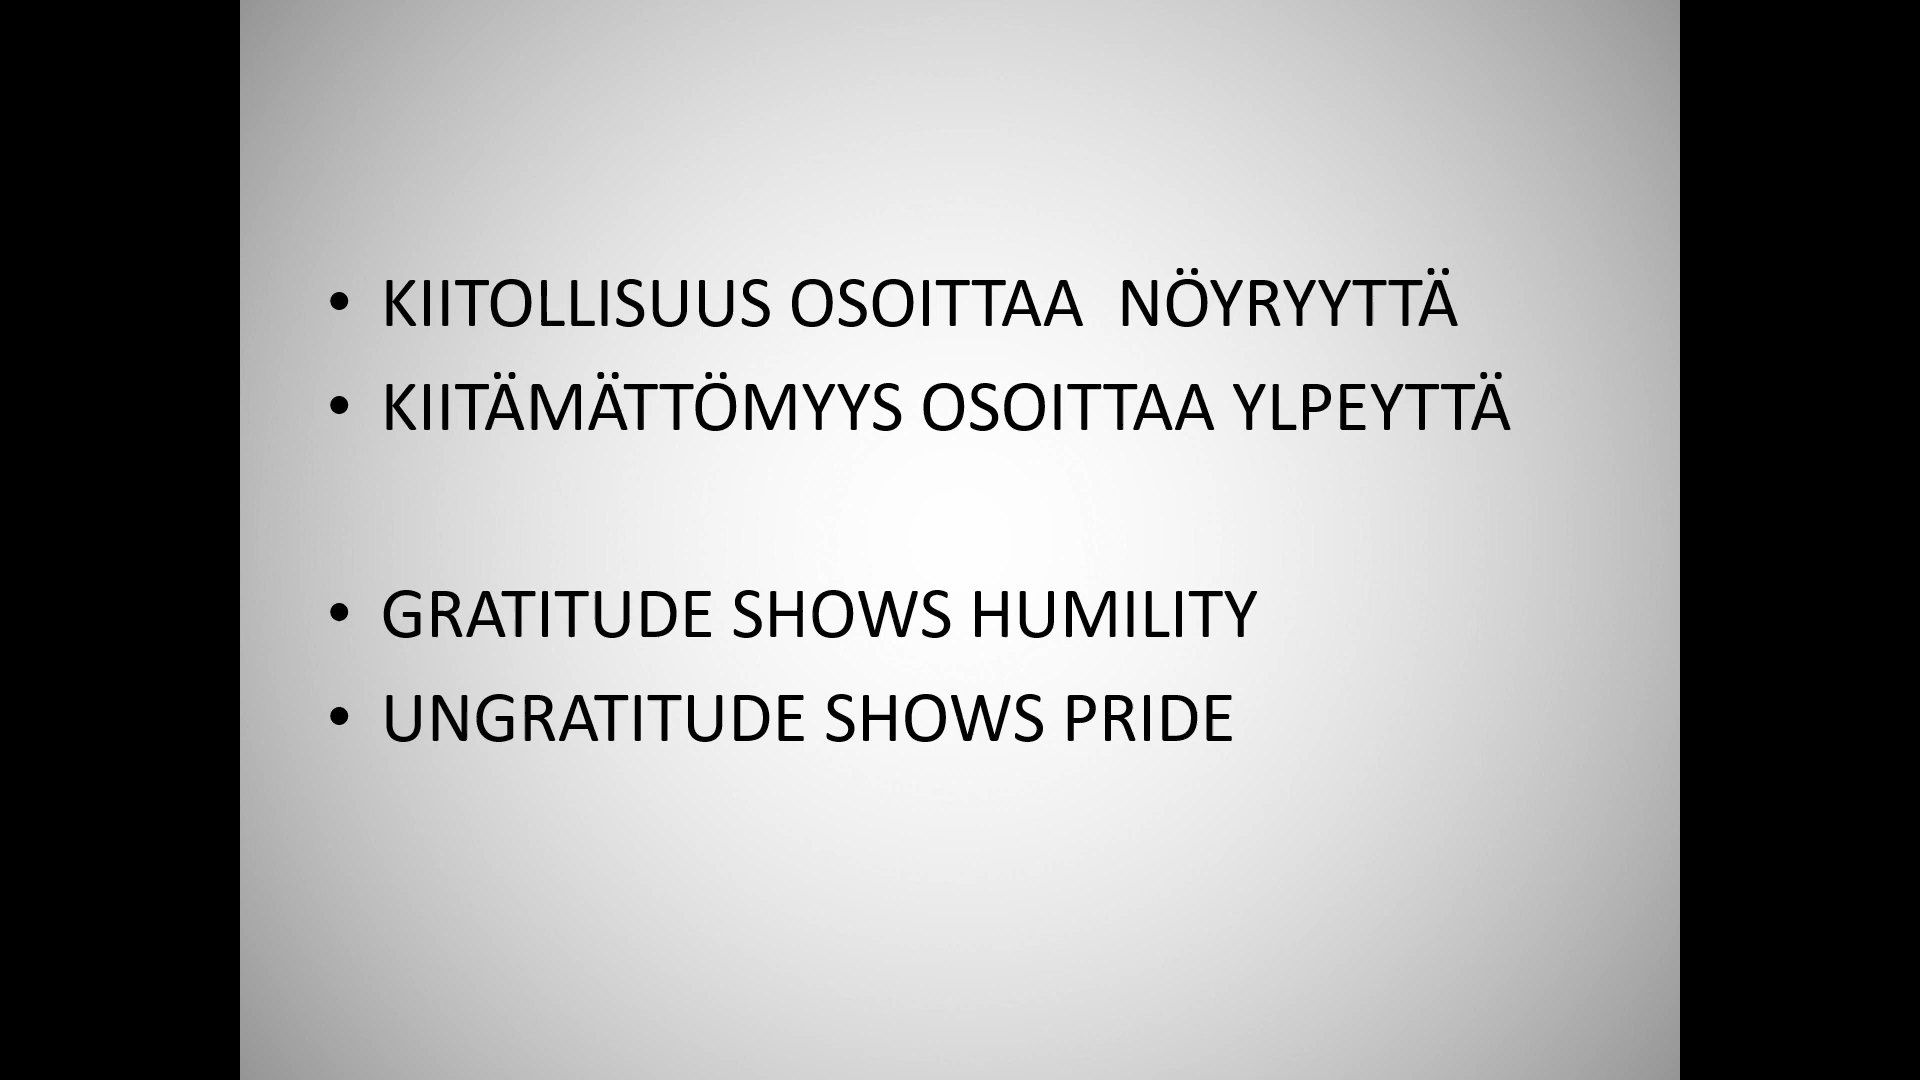 • KIITOLLISUUS OSOITTAA  NÖYRYYTTÄ
• KIITÄMÄTTÖMYYS OSOITTAA YLPEYTTÄ
• GRATITUDE SHOWS HUMILITY
• UNGRATITUDE SHOWS PRIDE